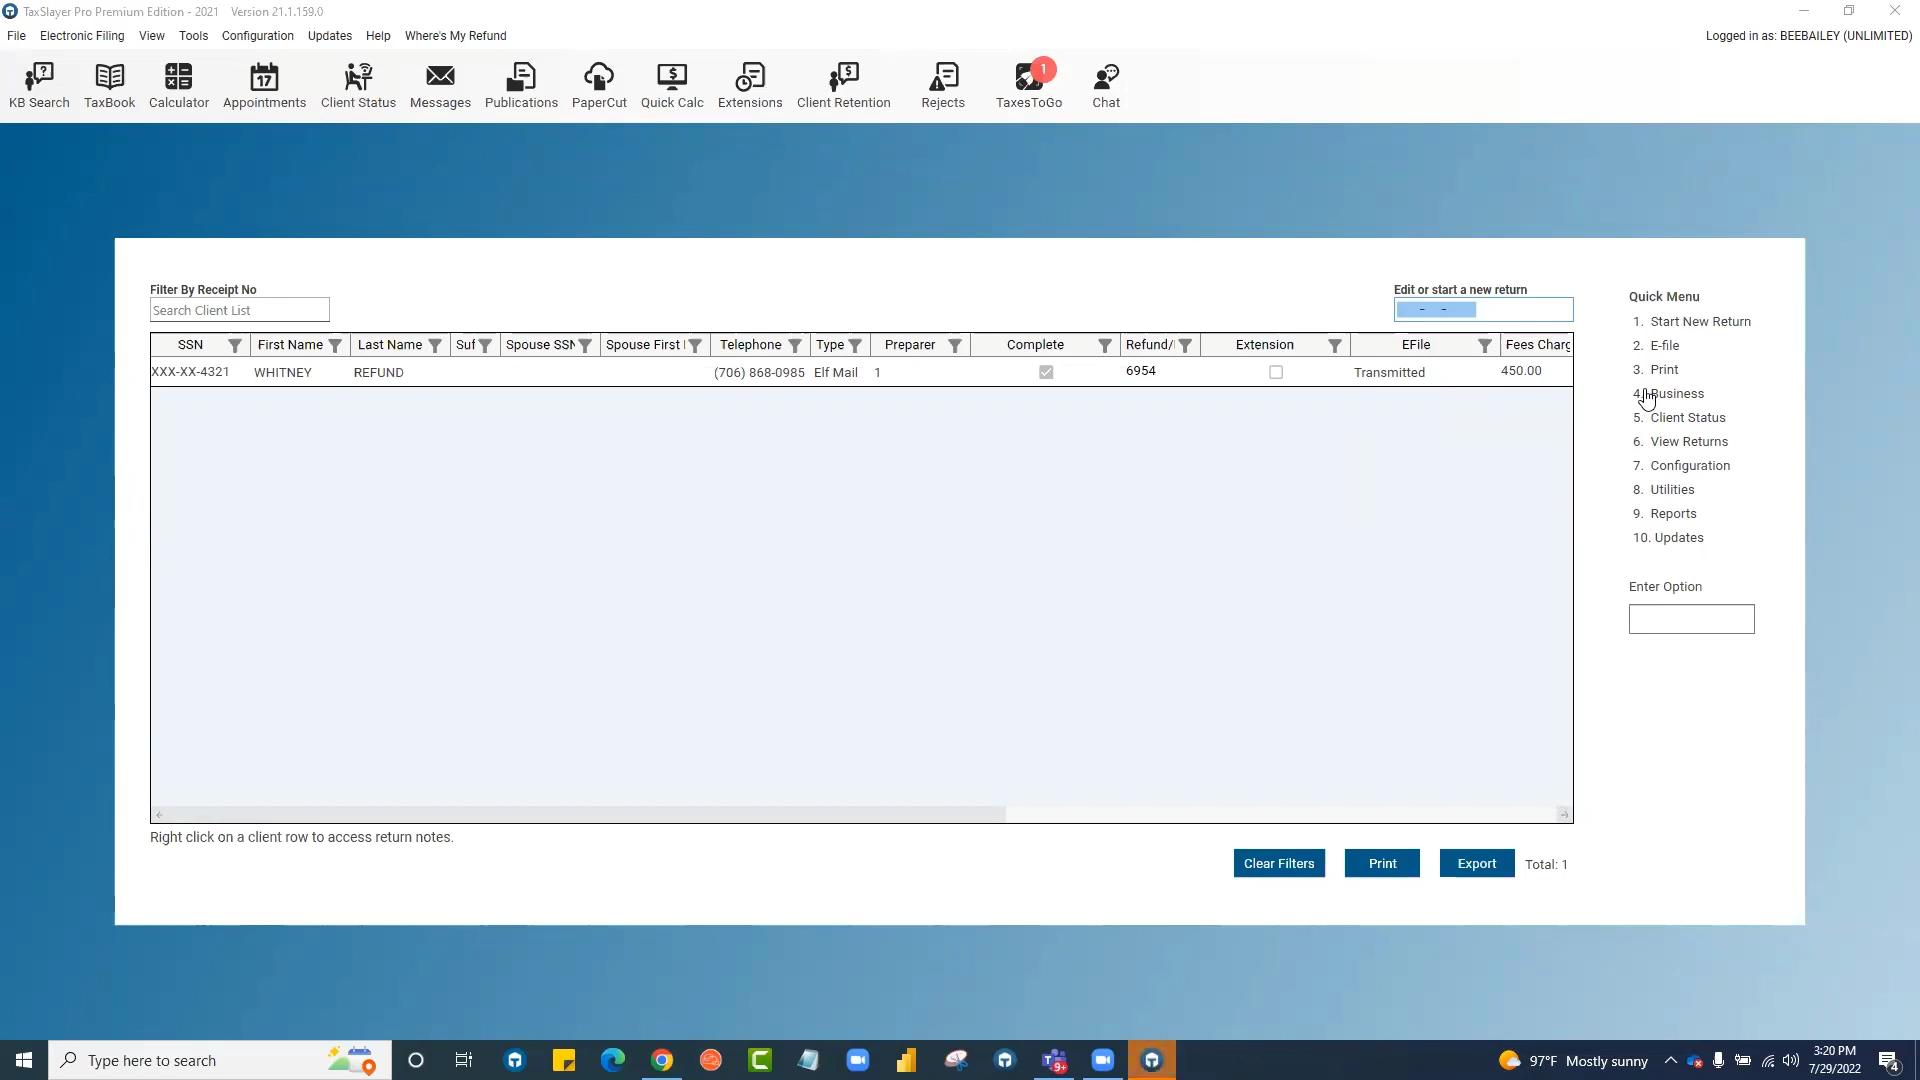 TaxSlayer Pro Premium Edition - 2021 Version 21.1.159.0
File Electronic Filing View Tools Configuration Updates Help Where's My Refund Logged in as: BEEBAILEY (UNLIMITED)
17 1
KB Search TaxBook Calculator Appointments Client Status Messages Publications PaperCut Quick Calc Extensions Client Retention Rejects TaxesToGo Chat
Filter By Receipt No Edit or start a new return
Search Client List - -
SSN First Name Last Name Suf Spouse SSN Spouse First Telephone Type Preparer Complete Refund/ Extension EFile Fees Charg
XXX-XX-4321 WHITNEY REFUND (706) 868-0985 Elf Mail 1 6954 Transmitted 450.00
Right click on a client row to access return notes.
Clear Filters Print Export Total: 1
Quick Menu
1. Start New Return
2. E-file
3. Print
4. Business
5. Client Status
6. View Returns
7. Configuration
8. Utilities
9. Reports
10. Updates
Enter Option
Type here to search 9+ 97°F Mostly sunny 3:20 PM
7/29/2022 4